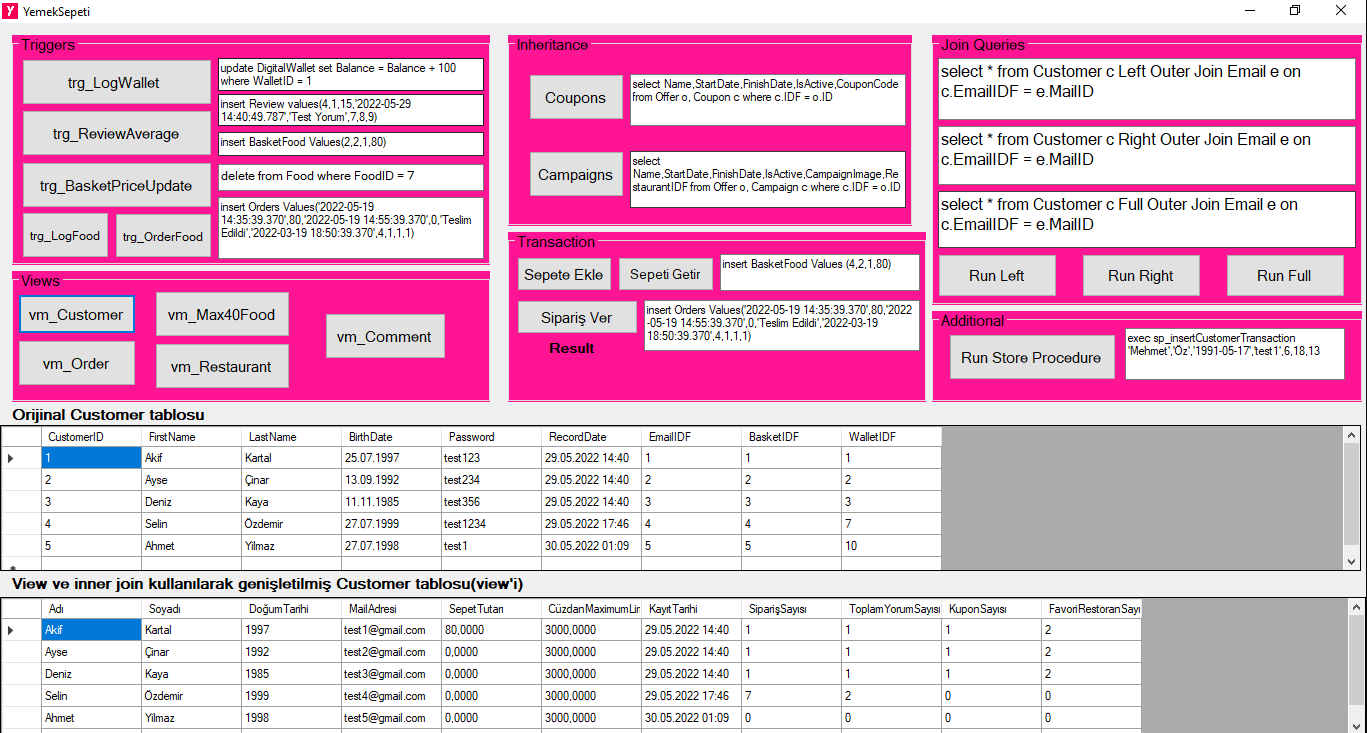 YemekSepeti
Triggers
trg_LogWallet
update DigitalWallet set Balance = Balance + 100
where WalletID = 1
trg_ReviewAverage
insert Review values(4,1,15,'2022-05-29
14:40:49.787','Test Yorum',7,8,9)
insert BasketFood Values(2,2,1,80)
trg_BasketPriceUpdate
delete from Food where FoodID = 7
trg_LogFood
trg_OrderFood
insert Orders Values('2022-05-19
14:35:39.370',80,'2022-05-19 14:55:39.370',0,'Teslim
Edildi','2022-03-19 18:50:39.370',4,1,1,1)
Inheritance
Coupons
select Name,StartDate,FinishDate,IsActive,CouponCode
from Offer o, Coupon c where c.IDF = o.ID
Campaigns
select
Name,StartDate,FinishDate,IsActive,CampaignImage,Re
staurantIDF from Offer o, Campaign c where c.IDF = o.ID
Join Queries
select * from Customer c Left Outer Join Email e on
c.EmailIDF = e.MailID
select * from Customer c Right Outer Join Email e on
c.EmailIDF = e.MailID
select * from Customer c Full Outer Join Email e on
c.EmailIDF = e.MailID
Run Left
Run Right
Run Full
Views
vm_Customer
vm_Max40Food
vm_Comment
vm_Order
vm_Restaurant
Transaction
Sepete Ekle
Sepeti Getir
insert BasketFood Values (4,2,1,80)
Sipariş Ver
insert Orders Values('2022-05-19 14:35:39.370',80,'2022
-05-19 14:55:39.370',0,'Teslim Edildi','2022-03-19
18:50:39.370',4,1,1,1)
Result
Additional
Run Store Procedure
exec sp_insertCustomerTransaction
'Mehmet','Öz','1991-05-17','test1',6,18,13
Orijinal Customer tablosu
CustomerID FirstName LastName BirthDate Password RecordDate EmailIDF BasketIDF WalletIDF
1 Akif Kartal 25.07.1997 test123 29.05.2022 14:40 1 1 1
2 Ayse Çinar 13.09.1992 test234 29.05.2022 14:40 2 2 2
3 Deniz Kaya 11.11.1985 test356 29.05.2022 14:40 3 3 3
4 Selin Özdemir 27.07.1999 test1234 29.05.2022 17:46 4 4 7
5 Ahmet Yilmaz 27.07.1998 test1 30.05.2022 01:09 5 5 10
View ve inner join kullanılarak genişletilmiş Customer tablosu(view'i)
Adı Soyadı DoğumTarihi MailAdresi SepetTutarı CüzdanMaximumLir KayıtTarihi SiparişSayısı ToplamYorumSayısı KuponSayısı FavoriRestoranSayı
Akif Kartal 1997 test1@gmail.com 80,0000 3000,0000 29.05.2022 14:40 1 1 1 2
Ayse Çinar 1992 test2@gmail.com 0,0000 3000,0000 29.05.2022 14:40 1 1 1 2
Deniz Kaya 1985 test3@gmail.com 0,0000 3000,0000 29.05.2022 14:40 1 1 1 2
Selin Özdemir 1999 test4@gmail.com 0,0000 3000,0000 29.05.2022 17:46 7 2 0 0
Ahmet Yilmaz 1998 test5@gmail.com 0,0000 3000,0000 30.05.2022 01:09 0 0 0 0